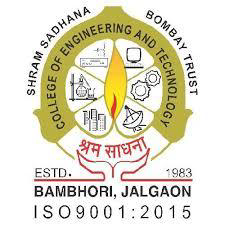 SHRAM SADHANA
BOMBAY TRUST
COLLEGE OF ENGINEERING AND TECHNOLOGY
श्रम साधना
ESTD. 1983
BAMBHORI, JALGAON
ISO9001:2015